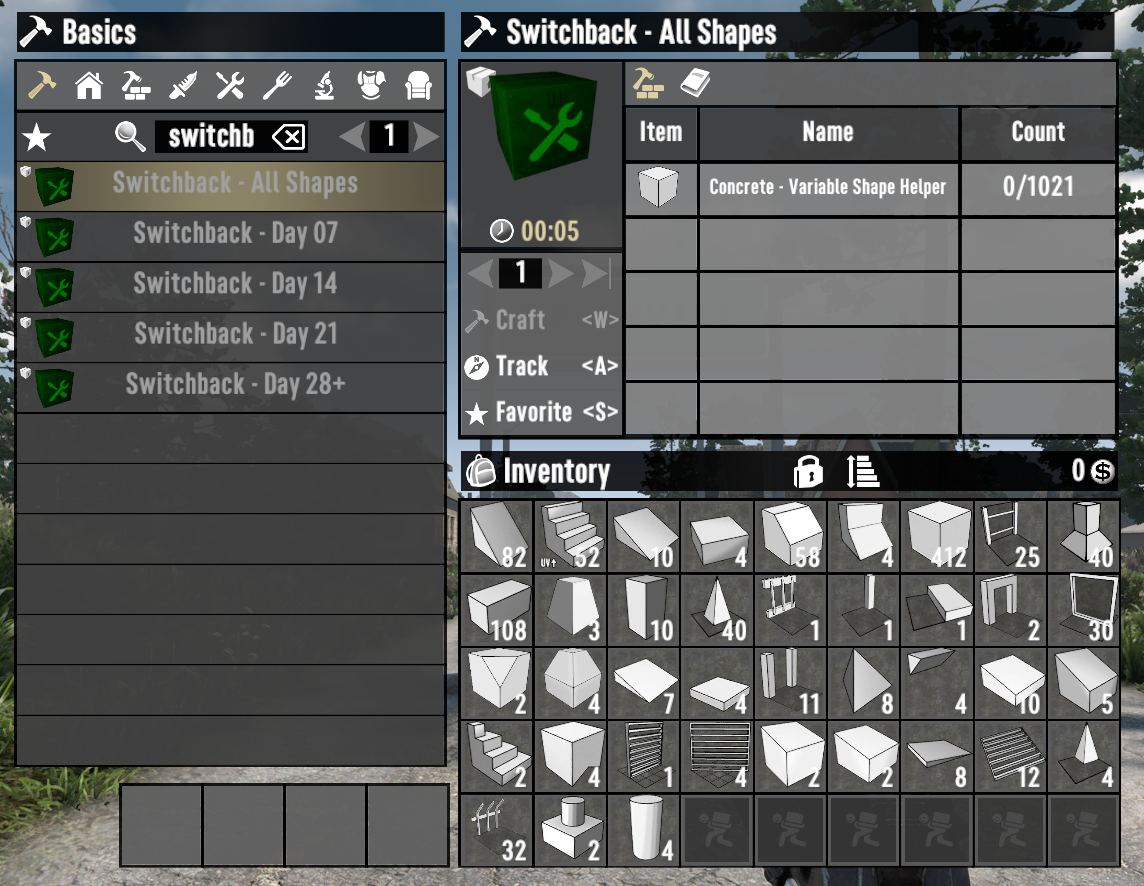 Basics
switchb
1
Switchback - All Shapes
Switchback - Day 07
Switchback - Day 14
Switchback - Day 21
Switchback - Day 28+
Switchback - All Shapes
00:05
1
Craft <W>
Track <A>
Favorite <S>
Item Name Count
Concrete - Variable Shape Helper 0/1021
Inventory 0
82 UV↑ 52 10 4 58 4 412 25 40
108 3 10 40 1 1 1 2 30
2 4 7 4 11 8 4 10 5
2 4 1 4 2 2 8 12 4
32 2 4